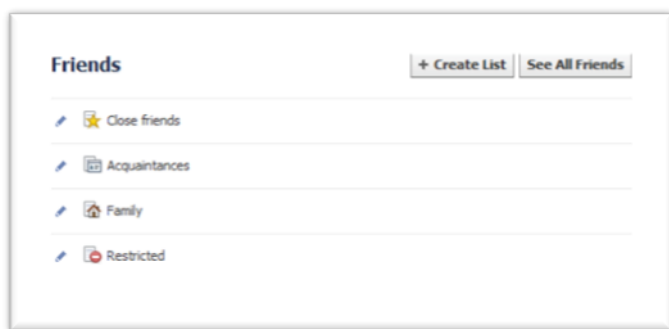 Friends
+ Create List
See All Friends
Close friends
Acquaintances
Family
Restricted